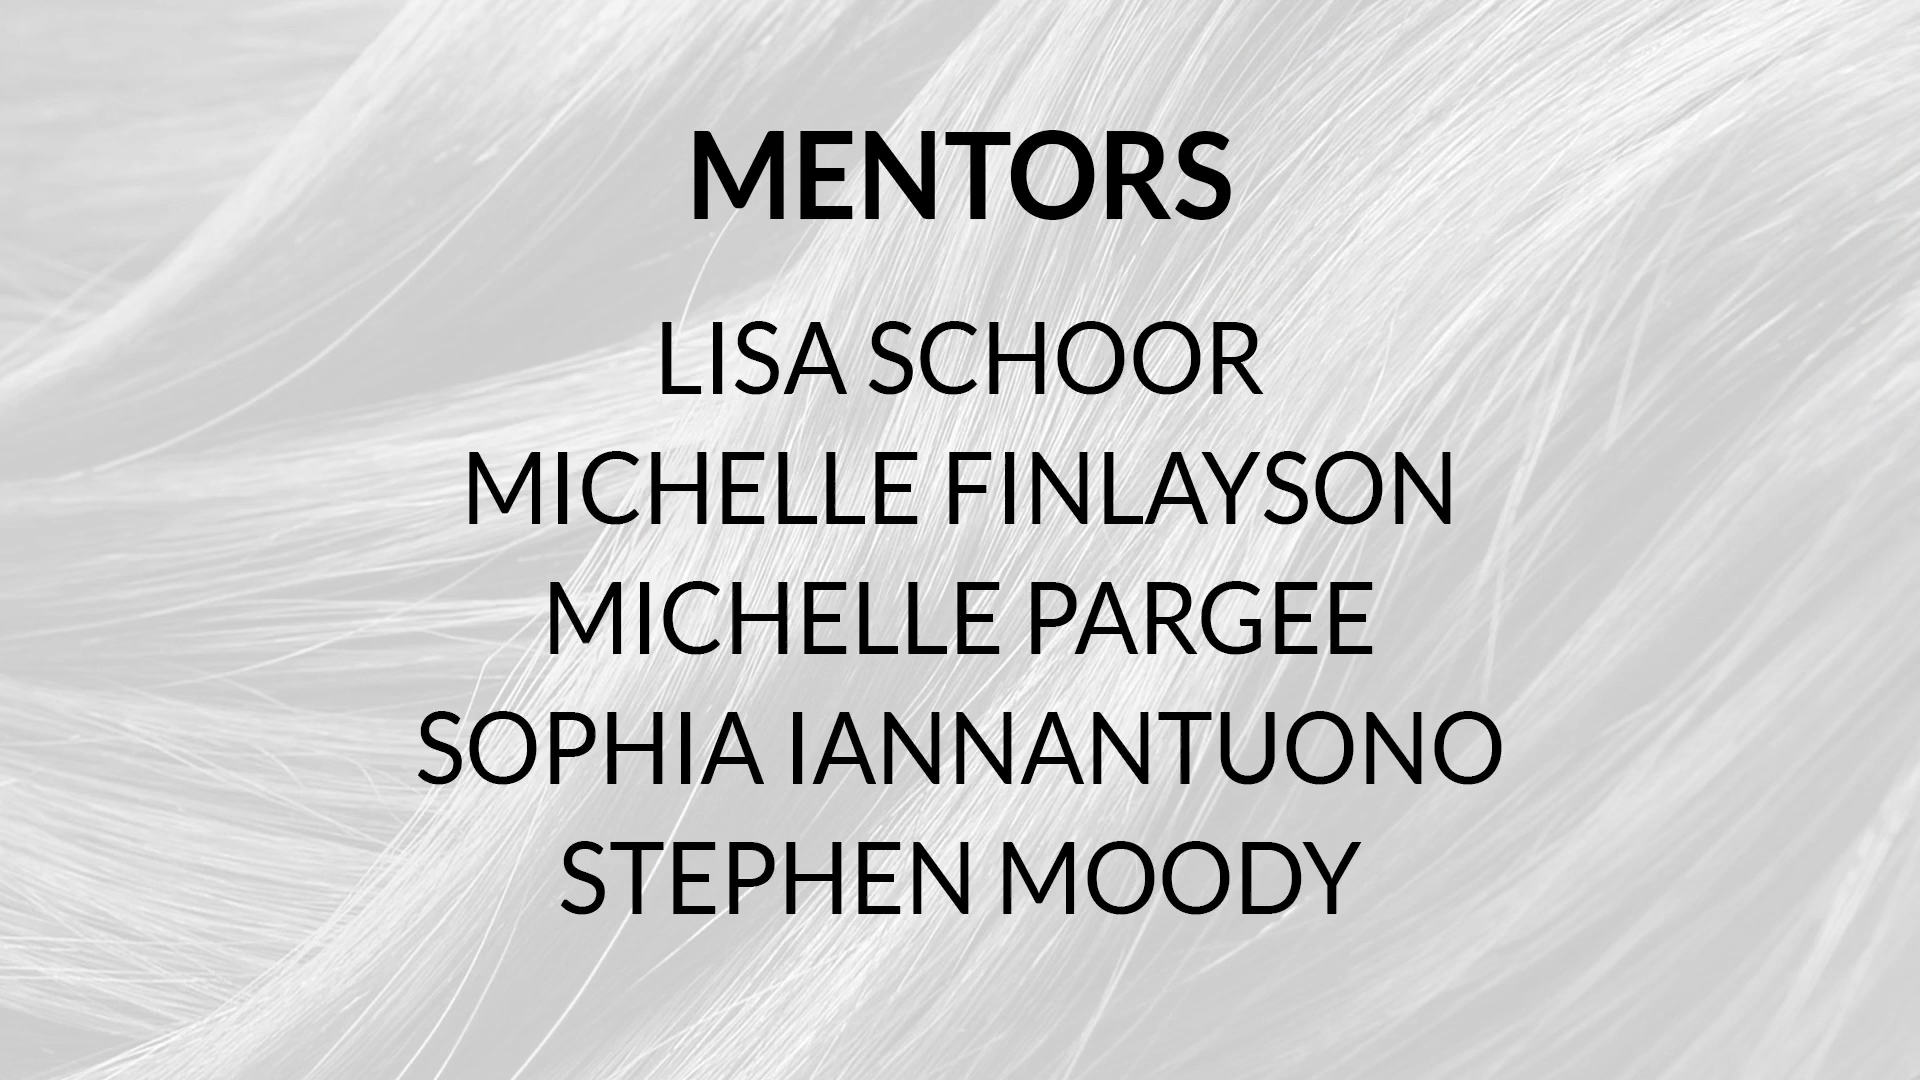 MENTORS
LISA SCHOOR
MICHELLE FINLAYSON
MICHELLE PARGEE
SOPHIA IANNANTUONO
STEPHEN MOODY